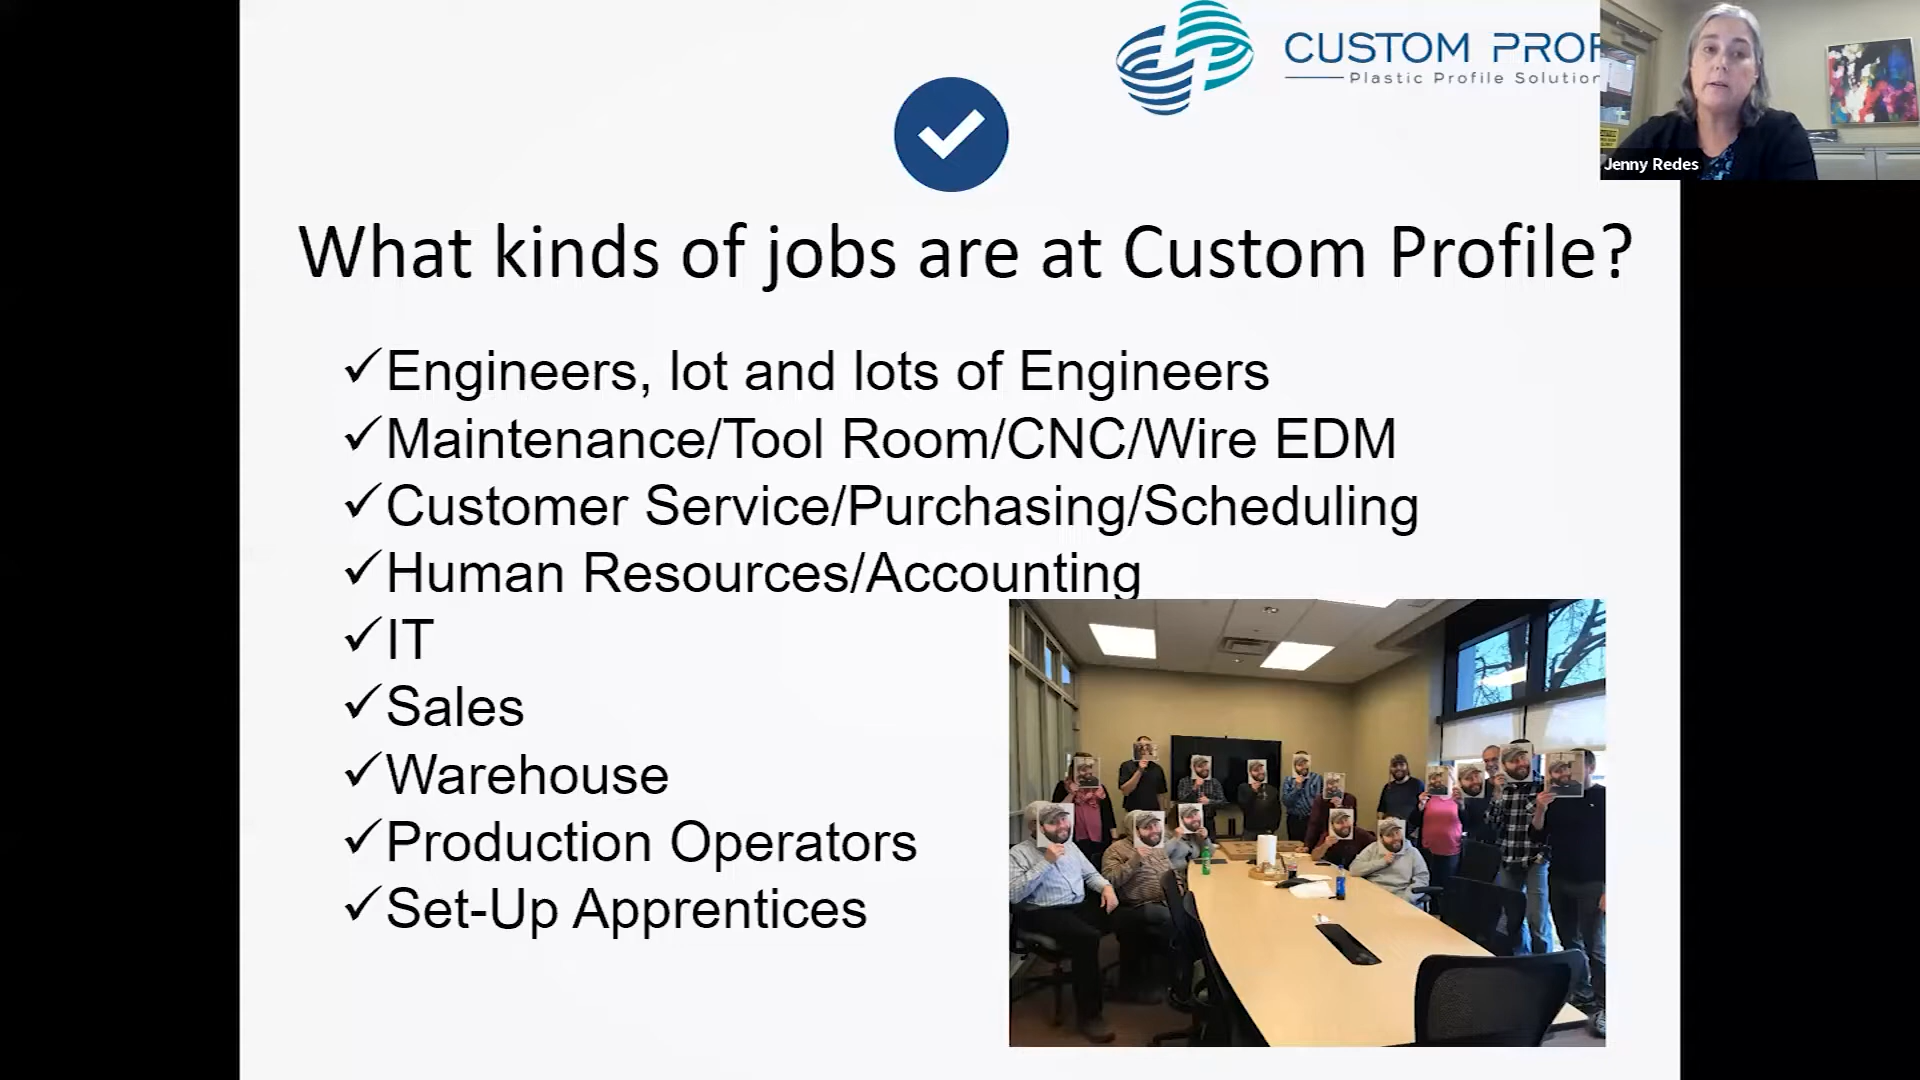 CUSTOM PROF
Plastic Profile Solution
Jenny Redes
What kinds of jobs are at Custom Profile?
✓Engineers, lot and lots of Engineers
✓Maintenance/Tool Room/CNC/Wire EDM
✓Customer Service/Purchasing/Scheduling
✓Human Resources/Accounting
✓IT
✓Sales
✓Warehouse
✓Production Operators
✓Set-Up Apprentices